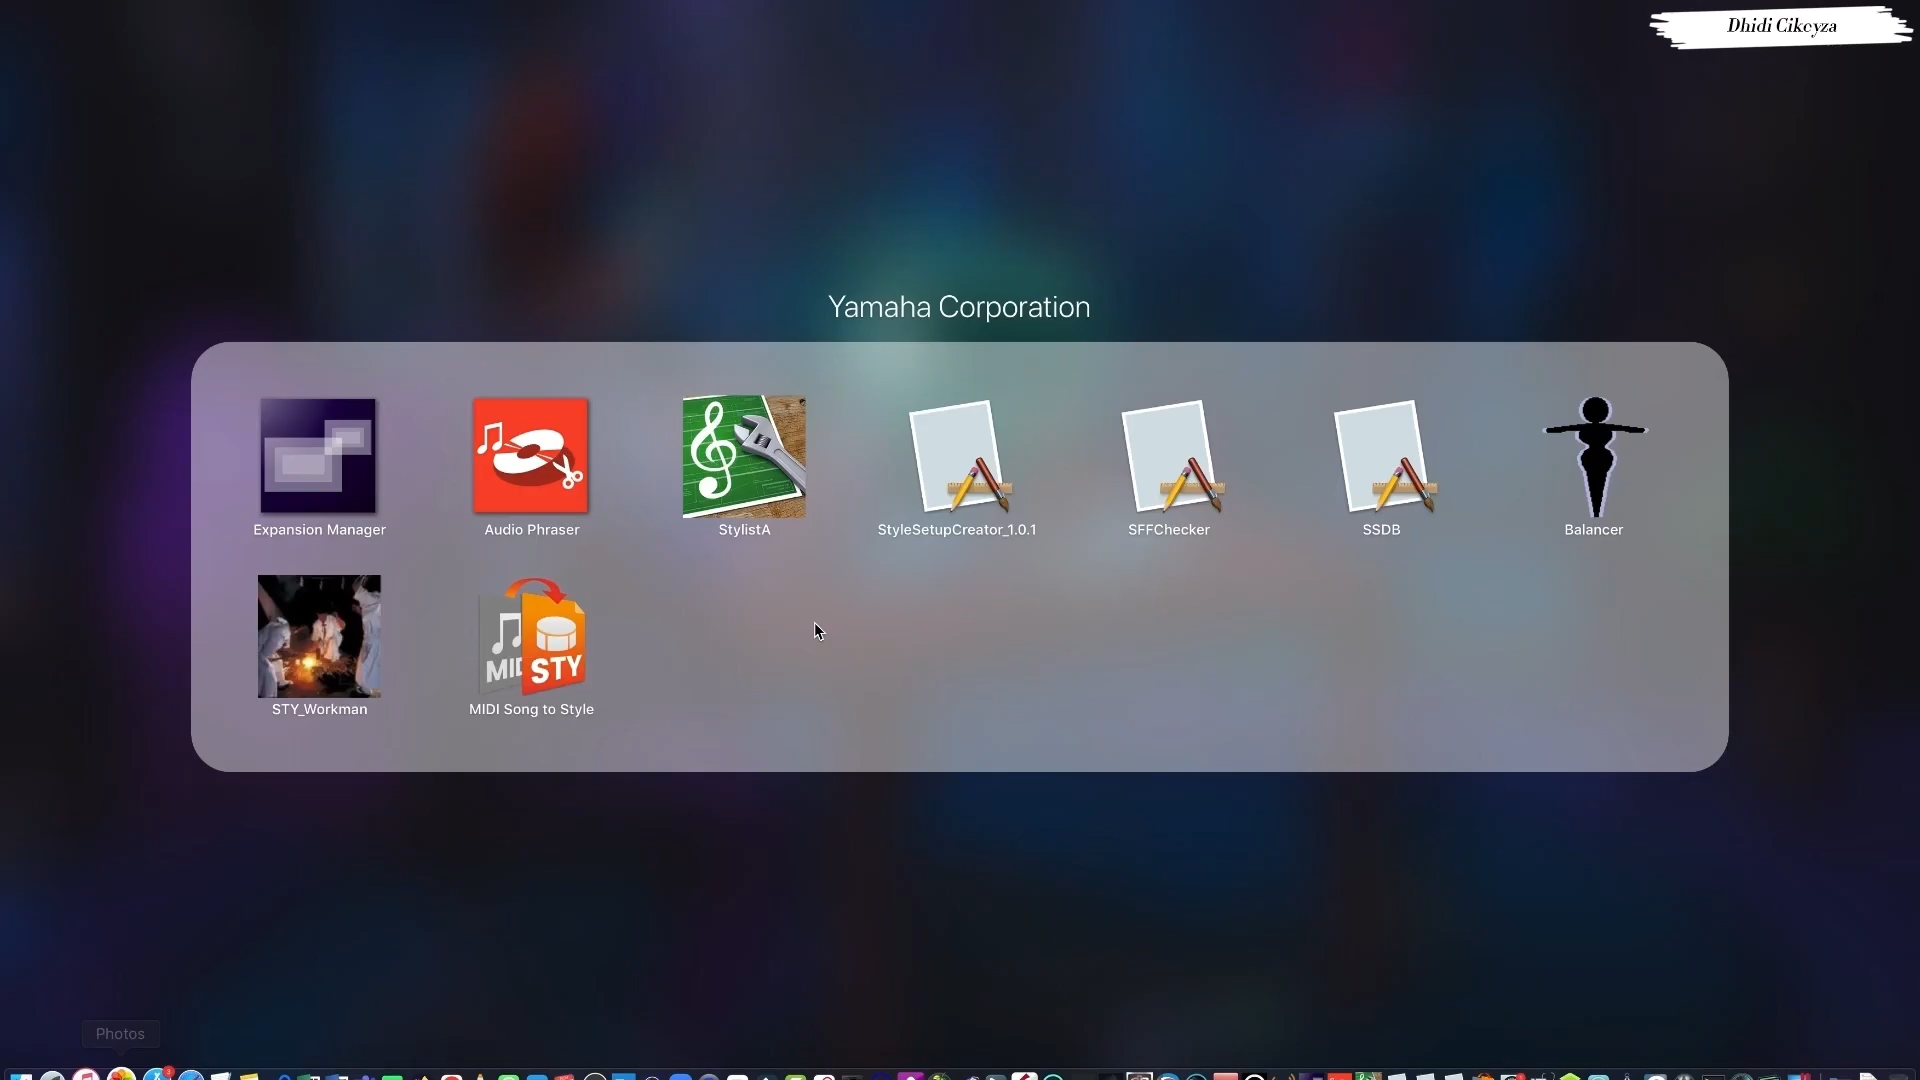 Dhidi Cikeyza
Yamaha Corporation
Expansion Manager
Audio Phraser
StylistA
StyleSetupCreator_1.0.1
SFFChecker
SSDB
Balancer
MID
STY
STY_Workman
MIDI Song to Style
Photos
3